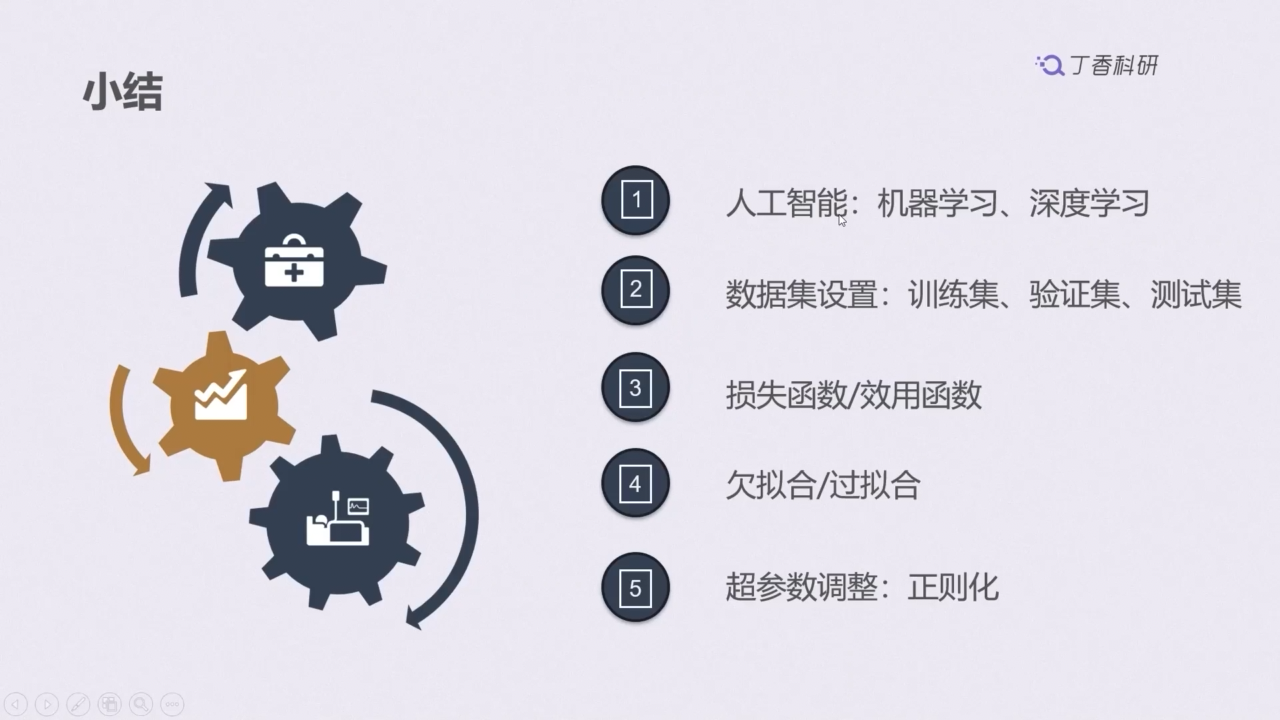 小结
丁香科研
1 人工智能：机器学习、深度学习
2 数据集设置：训练集、验证集、测试集
3 损失函数/效用函数
4 欠拟合/过拟合
5 超参数调整：正则化